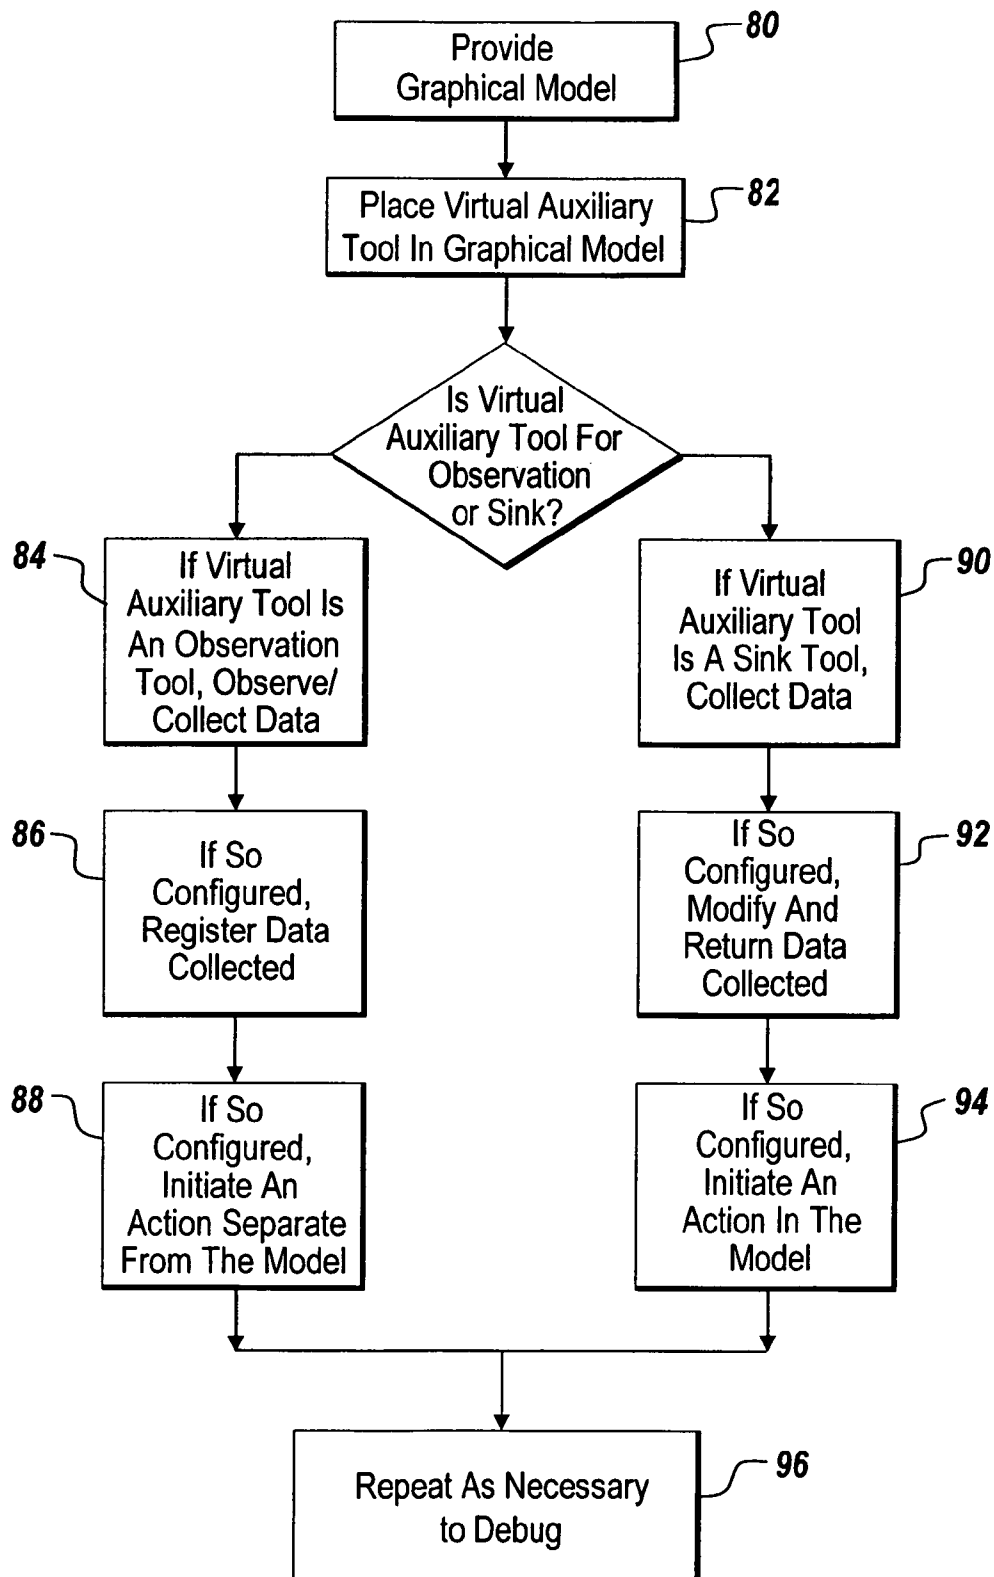 80
Provide
Graphical Model
82
Place Virtual Auxiliary
Tool In Graphical Model
Is Virtual
Auxiliary Tool For
Observation
or Sink?
84
If Virtual
Auxiliary Tool Is
An Observation
Tool, Observe/
Collect Data
90
If Virtual
Auxiliary Tool
Is A Sink Tool,
Collect Data
86
If So
Configured,
Register Data
Collected
92
If So
Configured,
Modify And
Return Data
Collected
88
If So
Configured,
Initiate An
Action Separate
From The Model
94
If So
Configured,
Initiate An
Action In The
Model
96
Repeat As Necessary
to Debug